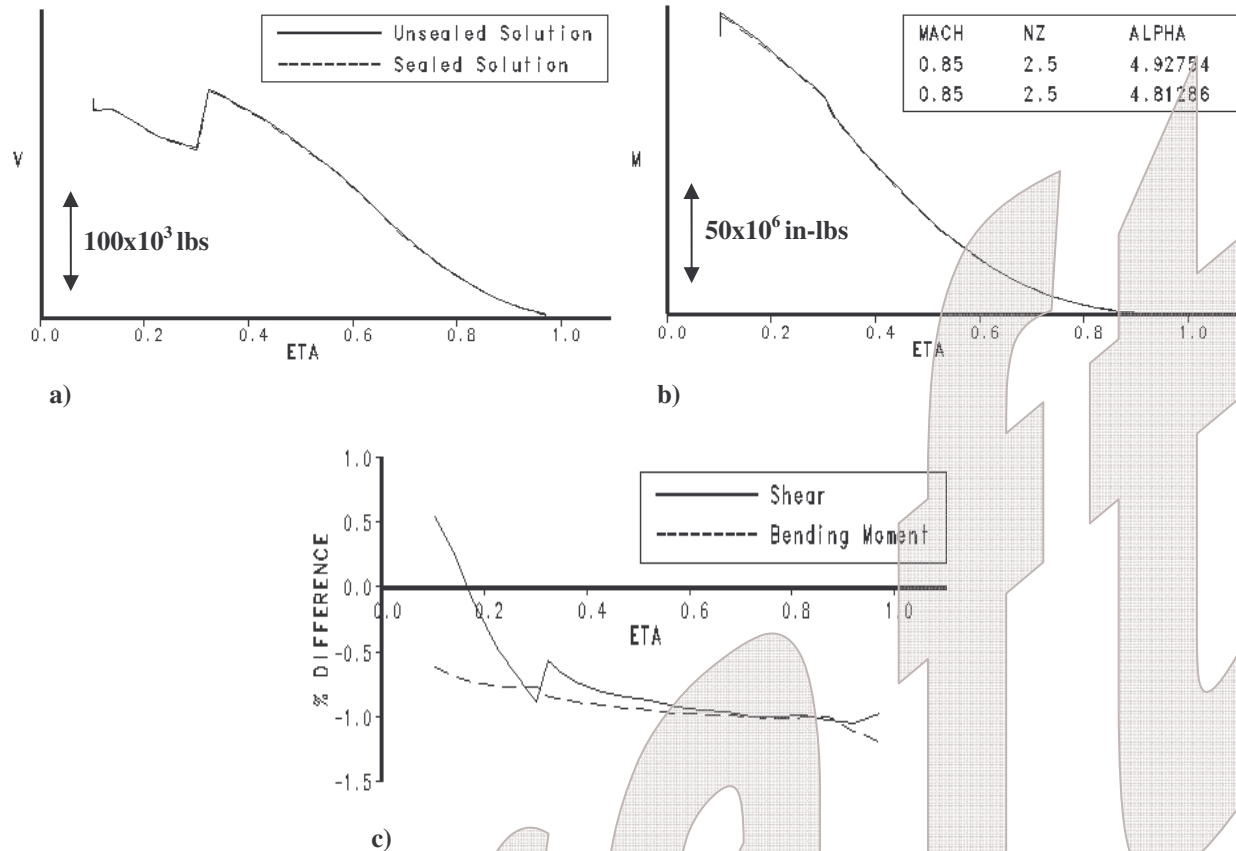 Unsealed Solution
Sealed Solution
V
100x10³ lbs
0.0 0.2 0.4 0.6 0.8 1.0
ETA
a)
MACH NZ ALPHA
0.85 2.5 4.92754
0.85 2.5 4.81286
M
50x10⁶ in-lbs
0.0 0.2 0.4 0.6 0.8 1.0
ETA
b)
Shear
Bending Moment
% DIFFERENCE
1.0
0.5
0.0
-0.5
-1.0
-1.5
0.0 0.2 0.4 0.6 0.8 1.0
ETA
c)